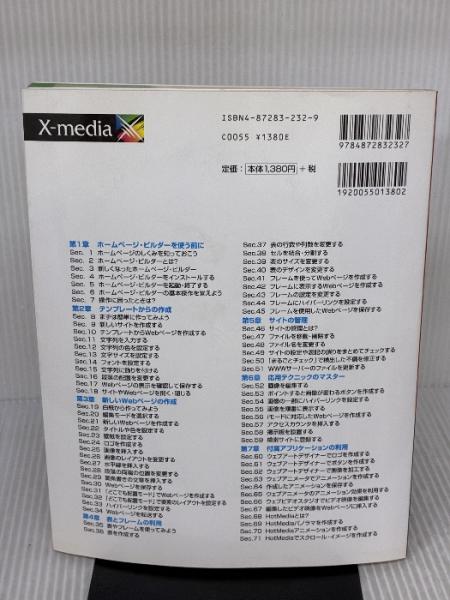 X-media
ISBN4-87283-232-9
C0055 ¥1380E
定価: 本体1,380円 +税
9784872832327
1920055013802
第1章 ホームページ・ビルダーを使う前に
Sec. 1 ホームページのしくみを知っておこう
Sec. 2 ホームページ・ビルダーとは?
Sec. 3 新しくなったホームページ・ビルダー
Sec. 4 ホームページ・ビルダーをインストールする
Sec. 5 ホームページ・ビルダーを起動・終了する
Sec. 6 ホームページ・ビルダーの基本操作を覚えよう
Sec. 7 操作に困ったときは?
第2章 テンプレートからの作成
Sec. 8 まずは簡単に作ってみよう
Sec. 9 新しいサイトを作成する
Sec.10 テンプレートからWebページを作成する
Sec.11 文字列を入力する
Sec.12 文字列の色を設定する
Sec.13 文字サイズを設定する
Sec.14 フォントを設定する
Sec.15 文字列に飾りを付ける
Sec.16 段落の配置を変更する
Sec.17 Webページの表示を確認して保存する
Sec.18 サイトやWebページを開く・閉じる
第3章 新しいWebページの作成
Sec.19 白紙から作ってみよう
Sec.20 編集モードを選択する
Sec.21 新しいWebページを作成する
Sec.22 タイトルや色を設定する
Sec.23 壁紙を設定する
Sec.24 ロゴを作成する
Sec.25 画像を挿入する
Sec.26 画像のレイアウトを変更する
Sec.27 水平線を挿入する
Sec.28 段落の段階の位置を変更する
Sec.29 箇条書きの文章を挿入する
Sec.30 Webページを保存する
Sec.31 「どこでも配置モード」でWebページを作成する
Sec.32 「どこでも配置モード」で要素のレイアウトを設定する
Sec.33 ハイパーリンクを設定する
Sec.34 Webページを転送する
第4章 表とフレームの利用
Sec.35 表やフレームを使ってみよう
Sec.36 表を作成する
Sec.37 表の行数や列数を変更する
Sec.38 セルを結合・分割する
Sec.39 表のサイズを変更する
Sec.40 表のデザインを変更する
Sec.41 フレームを使ってWebページを作成する
Sec.42 フレームに表示するWebページを作成する
Sec.43 フレームの設定を変更する
Sec.44 フレームにハイパーリンクを設定する
Sec.45 フレームを使用したWebページを保存する
第5章 サイトの管理
Sec.46 サイトの管理とは?
Sec.47 ファイルを移動・削除する
Sec.48 ファイル名を変更する
Sec.49 サイトの設定や表記の誤りをまとめてチェックする
Sec.50 「まるごとチェック」で検出した不備を修正する
Sec.51 WWWサーバーのファイルを更新する
第6章 応用テクニックのマスター
Sec.52 画像を編集する
Sec.53 ポイントすると画像が変わるボタンを作成する
Sec.54 画像の一部にハイパーリンクを設定する
Sec.55 画像を順番に表示する
Sec.56 iモードに対応したWebページを作成する
Sec.57 アクセスカウンタを挿入する
Sec.58 掲示板を設置する
Sec.59 検索サイトに登録する
第7章 付属アプリケーションの利用
Sec.60 ウェブアートデザイナーでロゴを作成する
Sec.61 ウェブアートデザイナーでボタンを作成する
Sec.62 ウェブアートデザイナーで画像を加工する
Sec.63 ウェブアニメータでアニメーションを作成する
Sec.64 作成したアニメーションを保存する
Sec.65 ウェブアニメータのアニメーション効果を利用する
Sec.66 ウェブビデオスタジオでビデオ映像を編集する
Sec.67 編集したビデオ映像をWebページに挿入する
Sec.68 HotMediaとは?
Sec.69 HotMediaパノラマを作成する
Sec.70 HotMediaアニメーションを作成する
Sec.71 HotMediaでスクロール・イメージを作成する